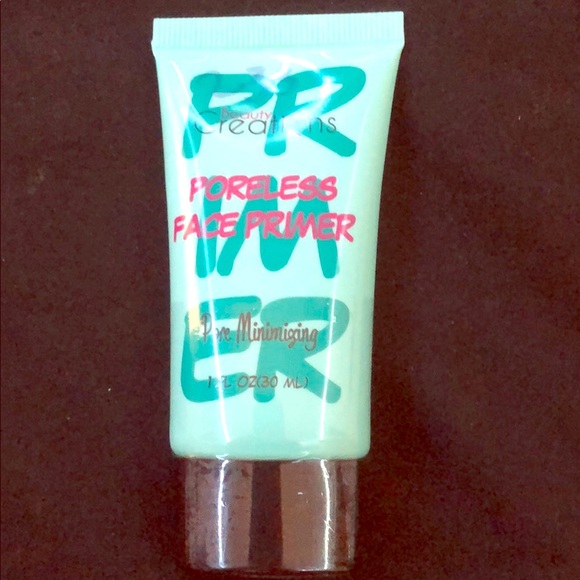 PR
Beauty
Creations
PORELESS
FACE PRIMER
IM
Pore Minimizing
ER
1 FL OZ(30 ML)